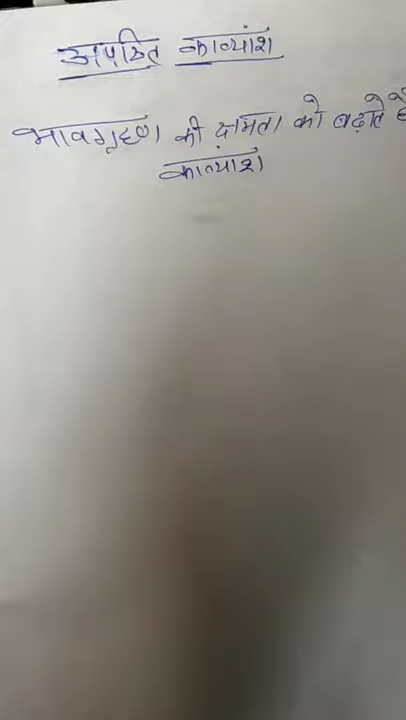 अपठित काव्यांश
भावग्रहण की क्षमता को बढ़ाते है
काव्यांश